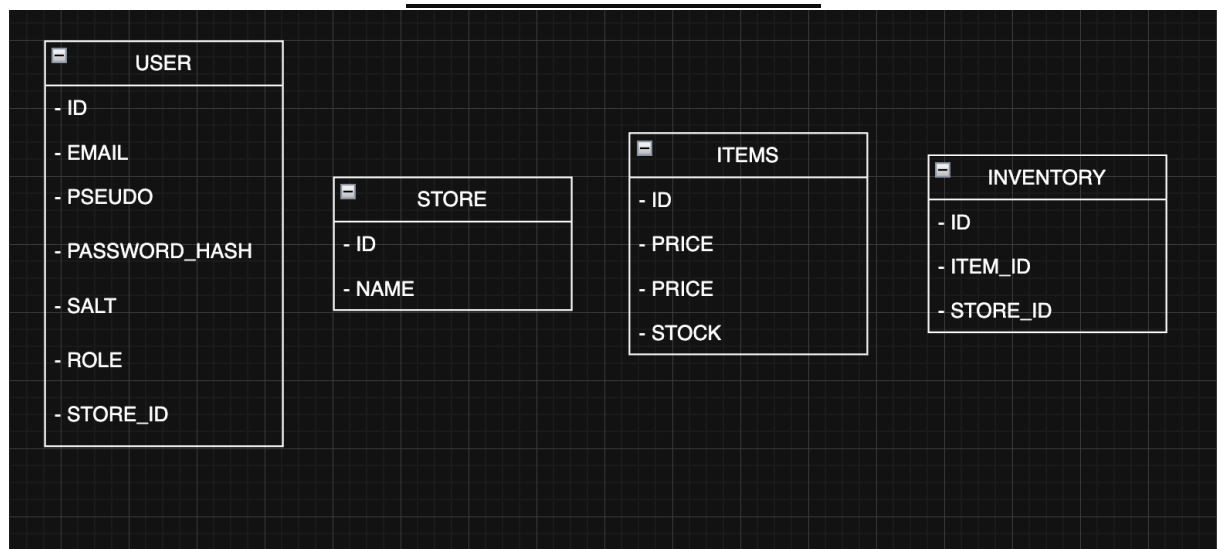 USER
- ID
- EMAIL
- PSEUDO
- PASSWORD_HASH
- SALT
- ROLE
- STORE_ID
STORE
- ID
- NAME
ITEMS
- ID
- PRICE
- PRICE
- STOCK
INVENTORY
- ID
- ITEM_ID
- STORE_ID